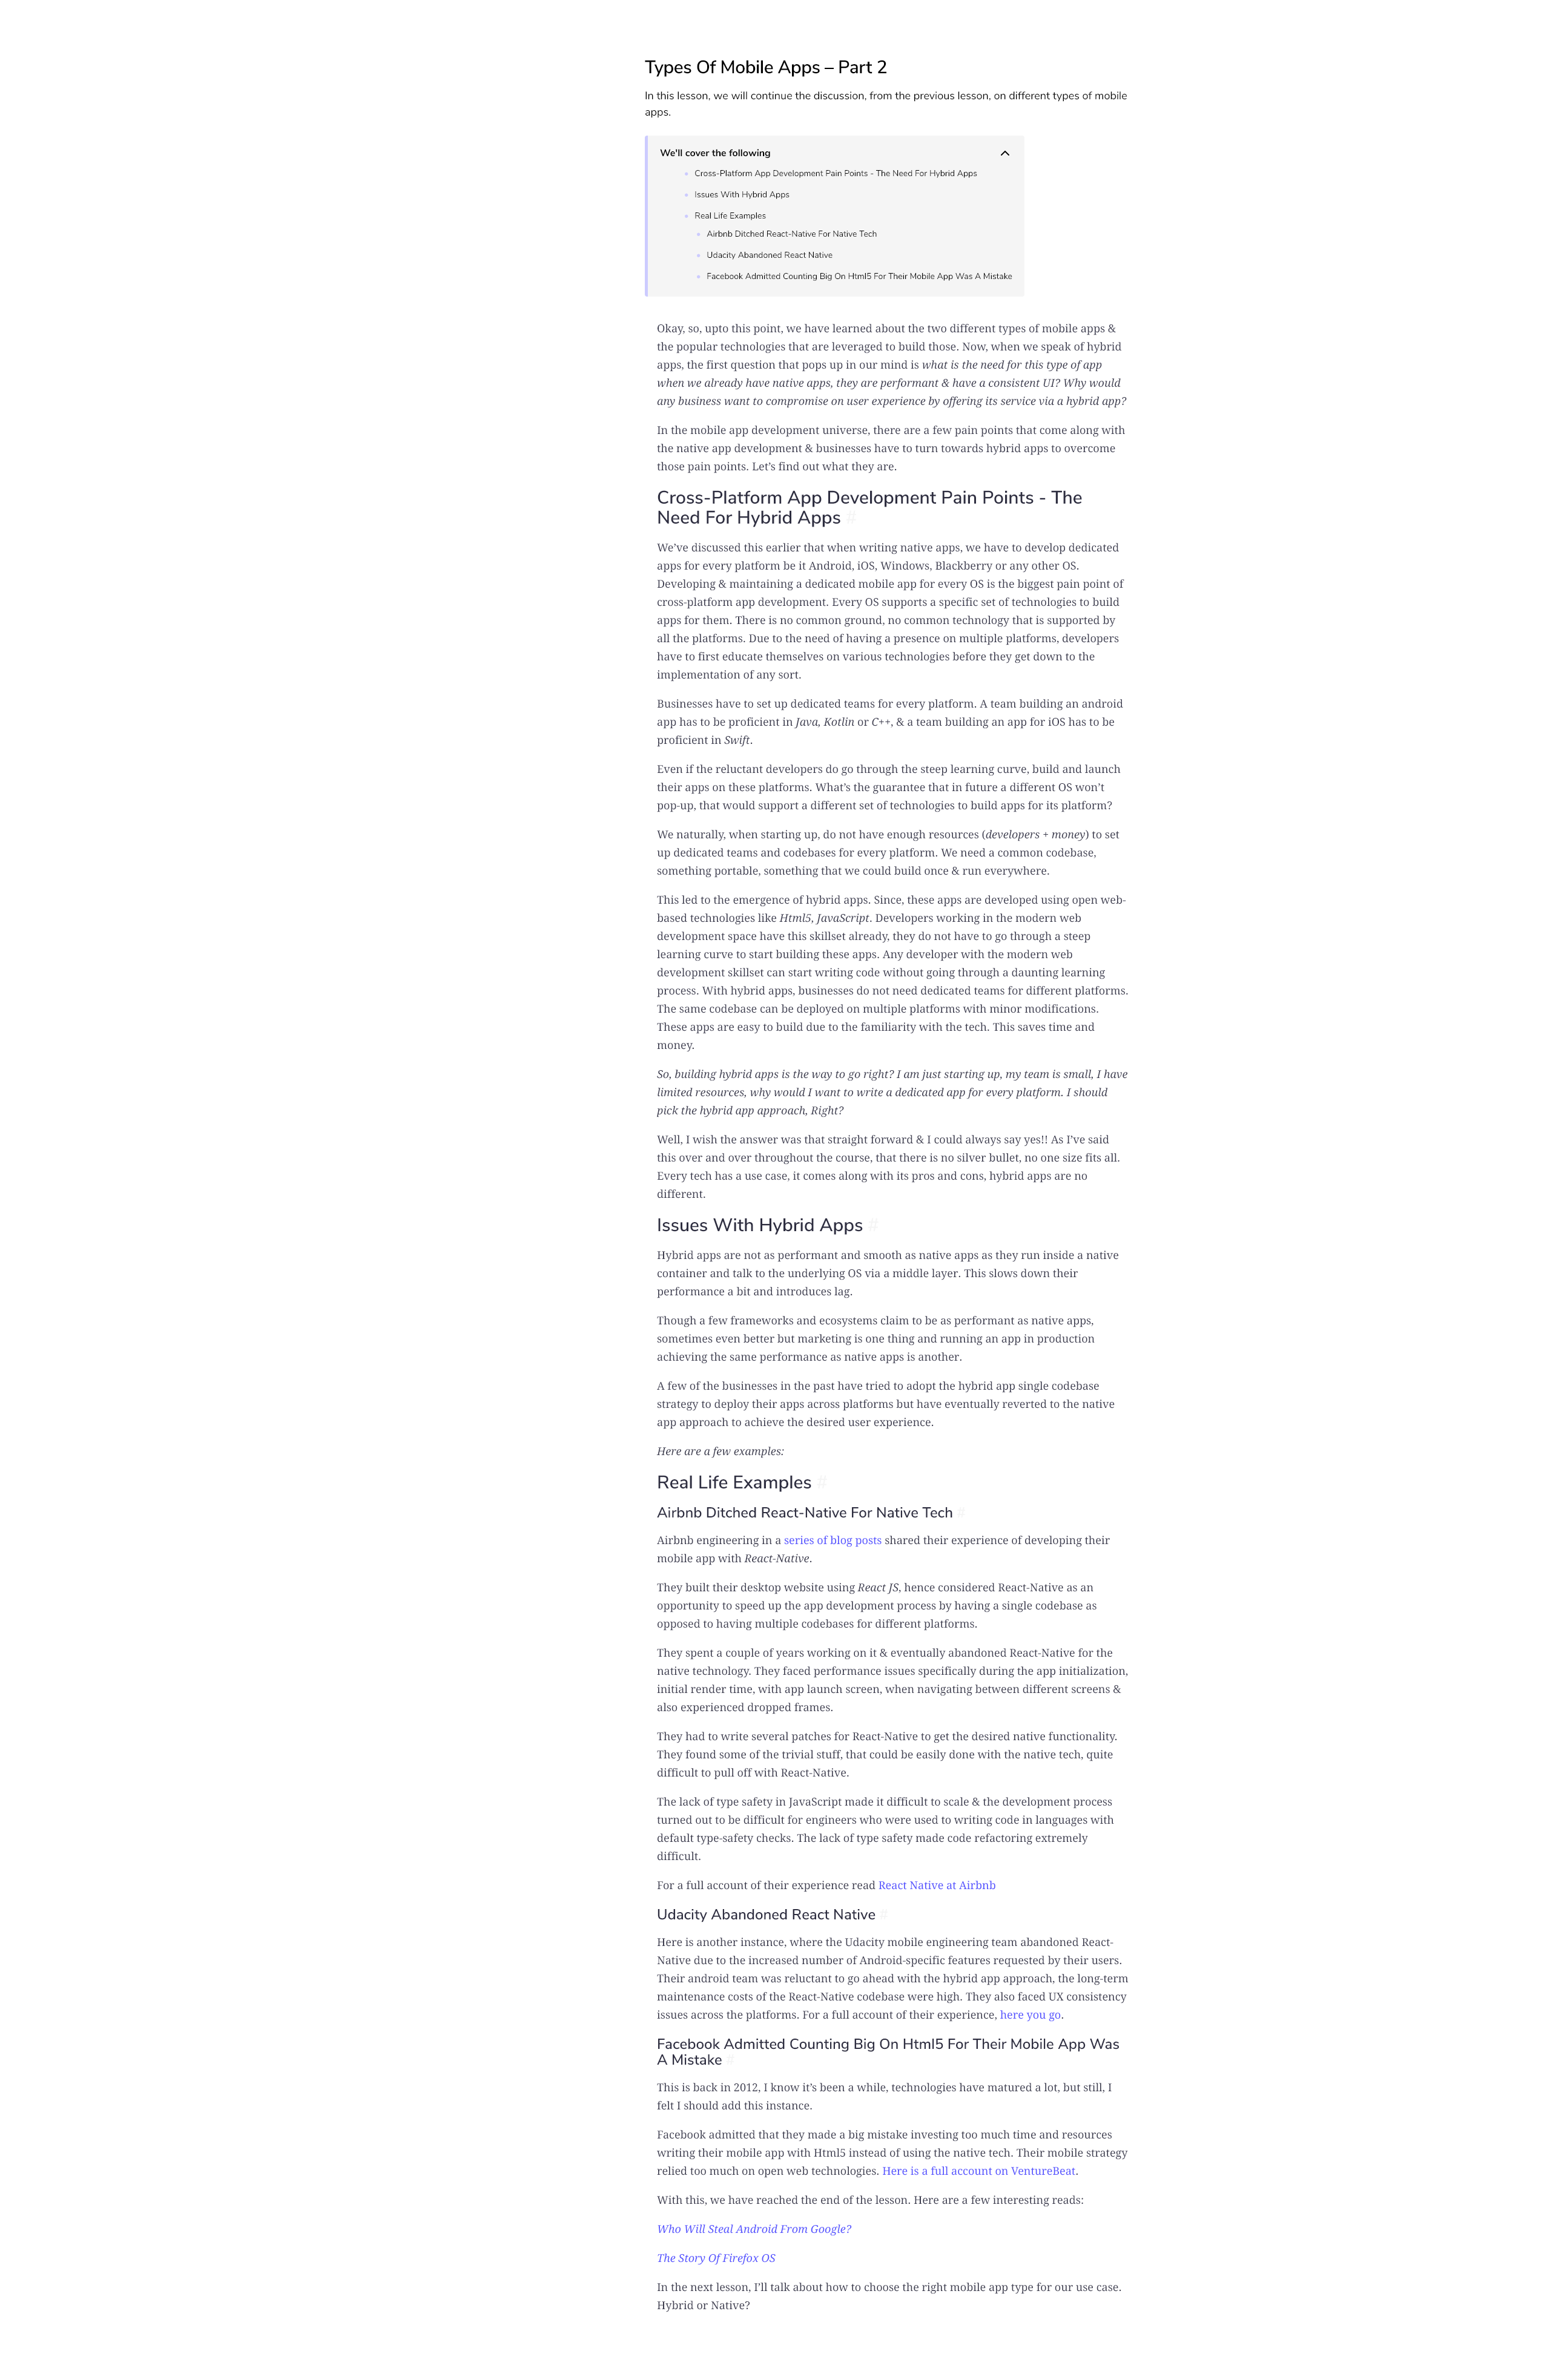 Types Of Mobile Apps – Part 2
In this lesson, we will continue the discussion, from the previous lesson, on different types of mobile
apps.
We'll cover the following
Cross-Platform App Development Pain Points - The Need For Hybrid Apps
Issues With Hybrid Apps
Real Life Examples
Airbnb Ditched React-Native For Native Tech
Udacity Abandoned React Native
Facebook Admitted Counting Big On Html5 For Their Mobile App Was A Mistake
Okay, so, upto this point, we have learned about the two different types of mobile apps &
the popular technologies that are leveraged to build those. Now, when we speak of hybrid
apps, the first question that pops up in our mind is what is the need for this type of app
when we already have native apps, they are performant & have a consistent UI? Why would
any business want to compromise on user experience by offering its service via a hybrid app?
In the mobile app development universe, there are a few pain points that come along with
the native app development & businesses have to turn towards hybrid apps to overcome
those pain points. Let's find out what they are.
Cross-Platform App Development Pain Points - The
Need For Hybrid Apps #
We've discussed this earlier that when writing native apps, we have to develop dedicated
apps for every platform be it Android, iOS, Windows, Blackberry or any other OS.
Developing & maintaining a dedicated mobile app for every OS is the biggest pain point of
cross-platform app development. Every OS supports a specific set of technologies to build
apps for them. There is no common ground, no common technology that is supported by
all the platforms. Due to the need of having a presence on multiple platforms, developers
have to first educate themselves on various technologies before they get down to the
implementation of any sort.
Businesses have to set up dedicated teams for every platform. A team building an android
app has to be proficient in Java, Kotlin or C++, & a team building an app for iOS has to be
proficient in Swift.
Even if the reluctant developers do go through the steep learning curve, build and launch
their apps on these platforms. What's the guarantee that in future a different OS won't
pop-up, that would support a different set of technologies to build apps for its platform?
We naturally, when starting up, do not have enough resources (developers + money) to set
up dedicated teams and codebases for every platform. We need a common codebase,
something portable, something that we could build once & run everywhere.
This led to the emergence of hybrid apps. Since, these apps are developed using open web-
based technologies like Html5, JavaScript. Developers working in the modern web
development space have this skillset already, they do not have to go through a steep
learning curve to start building these apps. Any developer with the modern web
development skillset can start writing code without going through a daunting learning
process. With hybrid apps, businesses do not need dedicated teams for different platforms.
The same codebase can be deployed on multiple platforms with minor modifications.
These apps are easy to build due to the familiarity with the tech. This saves time and
money.
So, building hybrid apps is the way to go right? I am just starting up, my team is small, I have
limited resources, why would I want to write a dedicated app for every platform. I should
pick the hybrid app approach, Right?
Well, I wish the answer was that straight forward & I could always say yes!! As I've said
this over and over throughout the course, that there is no silver bullet, no one size fits all.
Every tech has a use case, it comes along with its pros and cons, hybrid apps are no
different.
Issues With Hybrid Apps #
Hybrid apps are not as performant and smooth as native apps as they run inside a native
container and talk to the underlying OS via a middle layer. This slows down their
performance a bit and introduces lag.
Though a few frameworks and ecosystems claim to be as performant as native apps,
sometimes even better but marketing is one thing and running an app in production
achieving the same performance as native apps is another.
A few of the businesses in the past have tried to adopt the hybrid app single codebase
strategy to deploy their apps across platforms but have eventually reverted to the native
app approach to achieve the desired user experience.
Here are a few examples:
Real Life Examples #
Airbnb Ditched React-Native For Native Tech #
Airbnb engineering in a series of blog posts shared their experience of developing their
mobile app with React-Native.
They built their desktop website using React JS, hence considered React-Native as an
opportunity to speed up the app development process by having a single codebase as
opposed to having multiple codebases for different platforms.
They spent a couple of years working on it & eventually abandoned React-Native for the
native technology. They faced performance issues specifically during the app initialization,
initial render time, with app launch screen, when navigating between different screens &
also experienced dropped frames.
They had to write several patches for React-Native to get the desired native functionality.
They found some of the trivial stuff, that could be easily done with the native tech, quite
difficult to pull off with React-Native.
The lack of type safety in JavaScript made it difficult to scale & the development process
turned out to be difficult for engineers who were used to writing code in languages with
default type-safety checks. The lack of type safety made code refactoring extremely
difficult.
For a full account of their experience read React Native at Airbnb
Udacity Abandoned React Native #
Here is another instance, where the Udacity mobile engineering team abandoned React-
Native due to the increased number of Android-specific features requested by their users.
Their android team was reluctant to go ahead with the hybrid app approach, the long-term
maintenance costs of the React-Native codebase were high. They also faced UX consistency
issues across the platforms. For a full account of their experience, here you go.
Facebook Admitted Counting Big On Html5 For Their Mobile App Was
A Mistake #
This is back in 2012, I know it's been a while, technologies have matured a lot, but still, I
felt I should add this instance.
Facebook admitted that they made a big mistake investing too much time and resources
writing their mobile app with Html5 instead of using the native tech. Their mobile strategy
relied too much on open web technologies. Here is a full account on VentureBeat.
With this, we have reached the end of the lesson. Here are a few interesting reads:
Who Will Steal Android From Google?
The Story Of Firefox OS
In the next lesson, I'll talk about how to choose the right mobile app type for our use case.
Hybrid or Native?